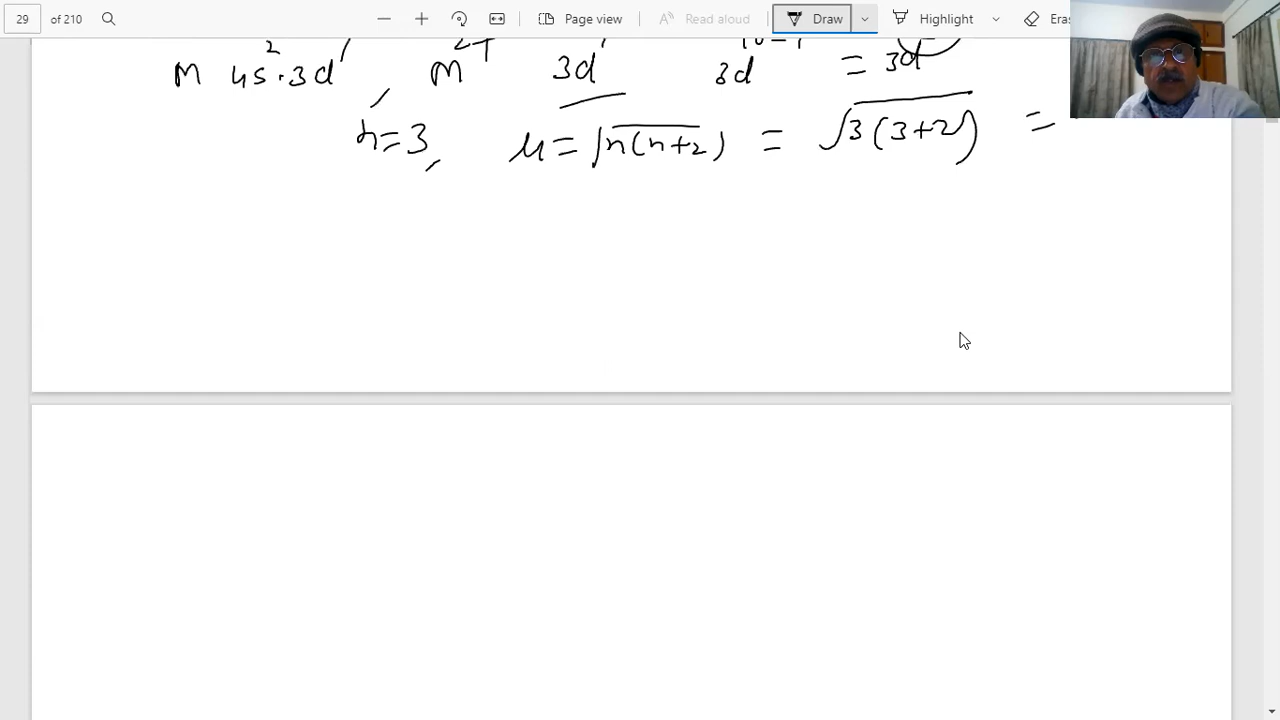 29 of 210 Page view Read aloud Draw Highlight Eras
M 4s² · 3d M²⁺ 3d 3d = 3d
n=3, μ=√n(n+2) = √3(3+2) =